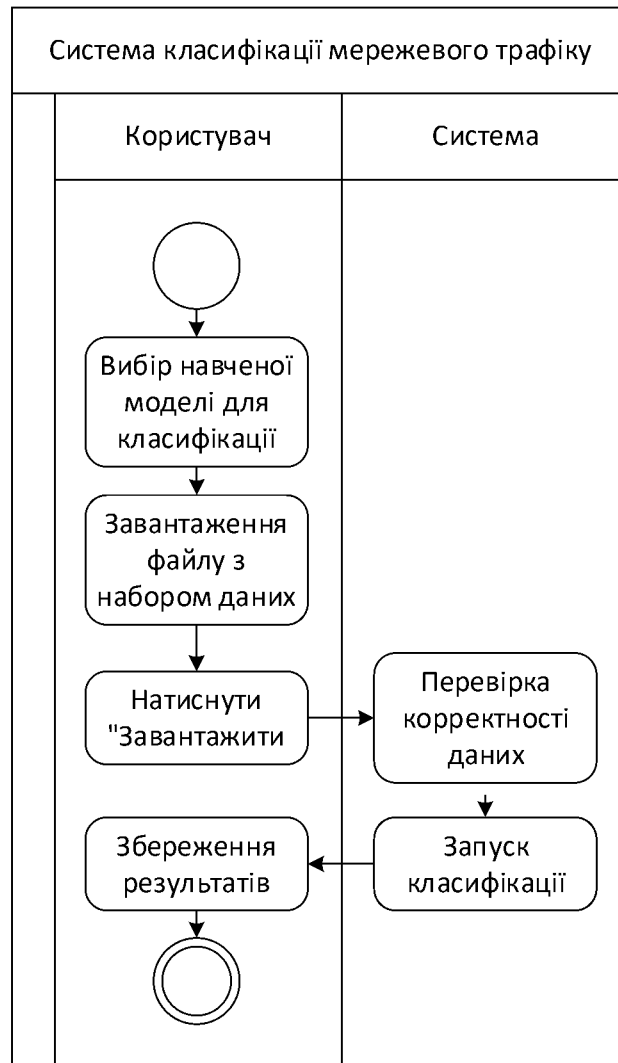 Система класифікації мережевого трафіку
Користувач
Система
Вибір навченої
моделі для
класифікації
Завантаження
файлу з
набором даних
Натиснути
"Завантажити
Перевірка
корректності
даних
Запуск
класифікації
Збереження
результатів